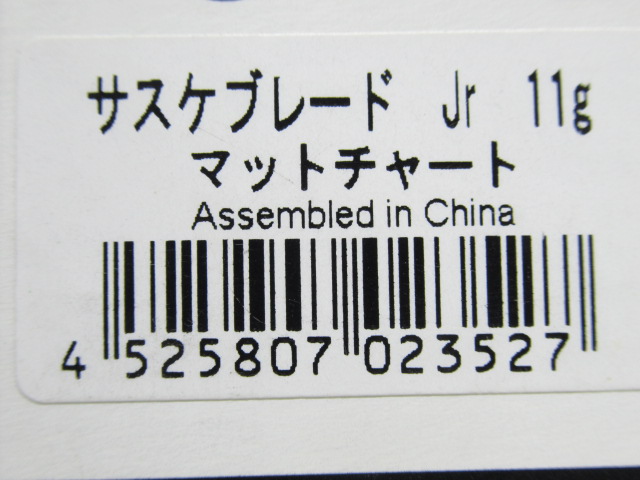 サスケブレード Jr 11g
マットチャート
Assembled in China
4 525807 023527